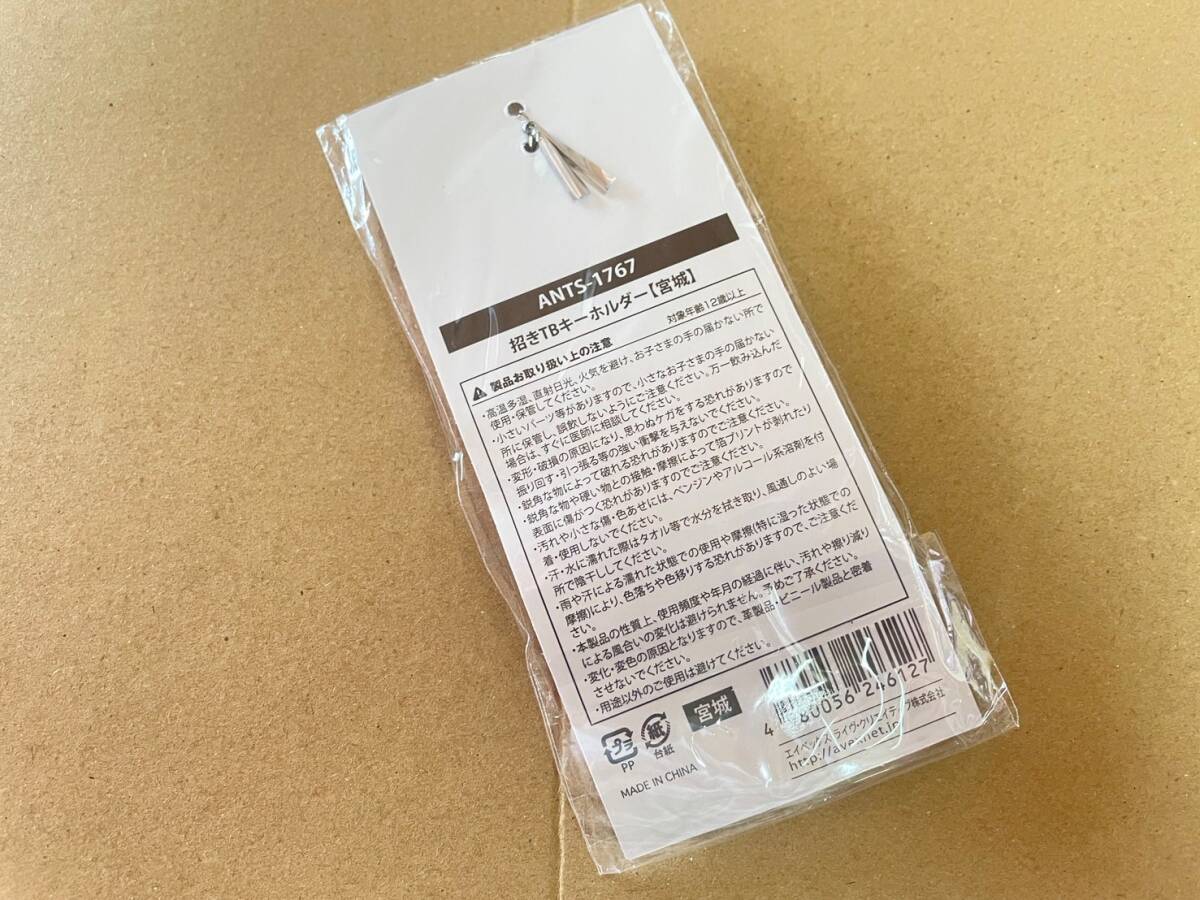 ANTS-1767
招きTBキーホルダー【宮城】
対象年齢12歳以上
製品お取り扱い上の注意
・高温多湿、直射日光、火気を避け、お子さまの手の届かない所で
使用・保管してください。
・小さいパーツ等がありますので、小さなお子さまの手の届かない
所に保管し、誤飲しないようにご注意ください。万一飲み込んだ
場合は、すぐに医師に相談してください。
・変形・破損の原因になり、思わぬケガをする恐れがありますので
振り回す・引っ張る等の強い衝撃を与えないでください。
・鋭角な物によって破れる恐れがありますのでご注意ください。
・鋭角な物や硬い物との接触・摩擦によって箔プリントが剥れたり
表面に傷がつく恐れがありますのでご注意ください。
・汚れや小さな傷・色あせには、ベンジンやアルコール系溶剤を付
着・使用しないでください。
・汗・水に濡れた際はタオル等で水分を拭き取り、風通しのよい場
所で陰干ししてください。
・雨や汗による濡れた状態での使用や摩擦(特に湿った状態での
摩擦)により、色落ちや色移りする恐れがありますので、ご注意くだ
さい。
・本製品の性質上、使用頻度や年月の経過に伴い、汚れや擦り減り
による風合いの変化は避けられません。予めご了承ください。
・変化・変色の原因となりますので、革製品・ビニール製品と密着
させないでください。
・用途以外のご使用は避けてください。
プラ
PP
紙
台紙
宮城
MADE IN CHINA
エイベックス・ライヴ・クリエイティヴ株式会社
http://avexnet.jp